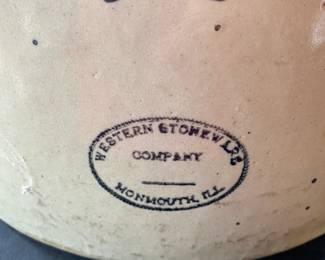 WESTERN STONEWARE
COMPANY
MONMOUTH, ILL.